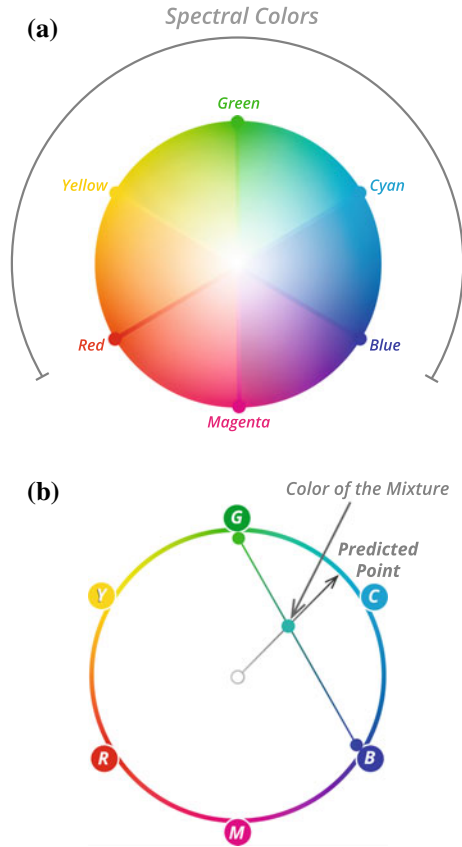 (a)
Spectral Colors
Green
Yellow
Cyan
Red
Blue
Magenta
(b)
Color of the Mixture
G
Predicted
Point
Y
C
R
B
M